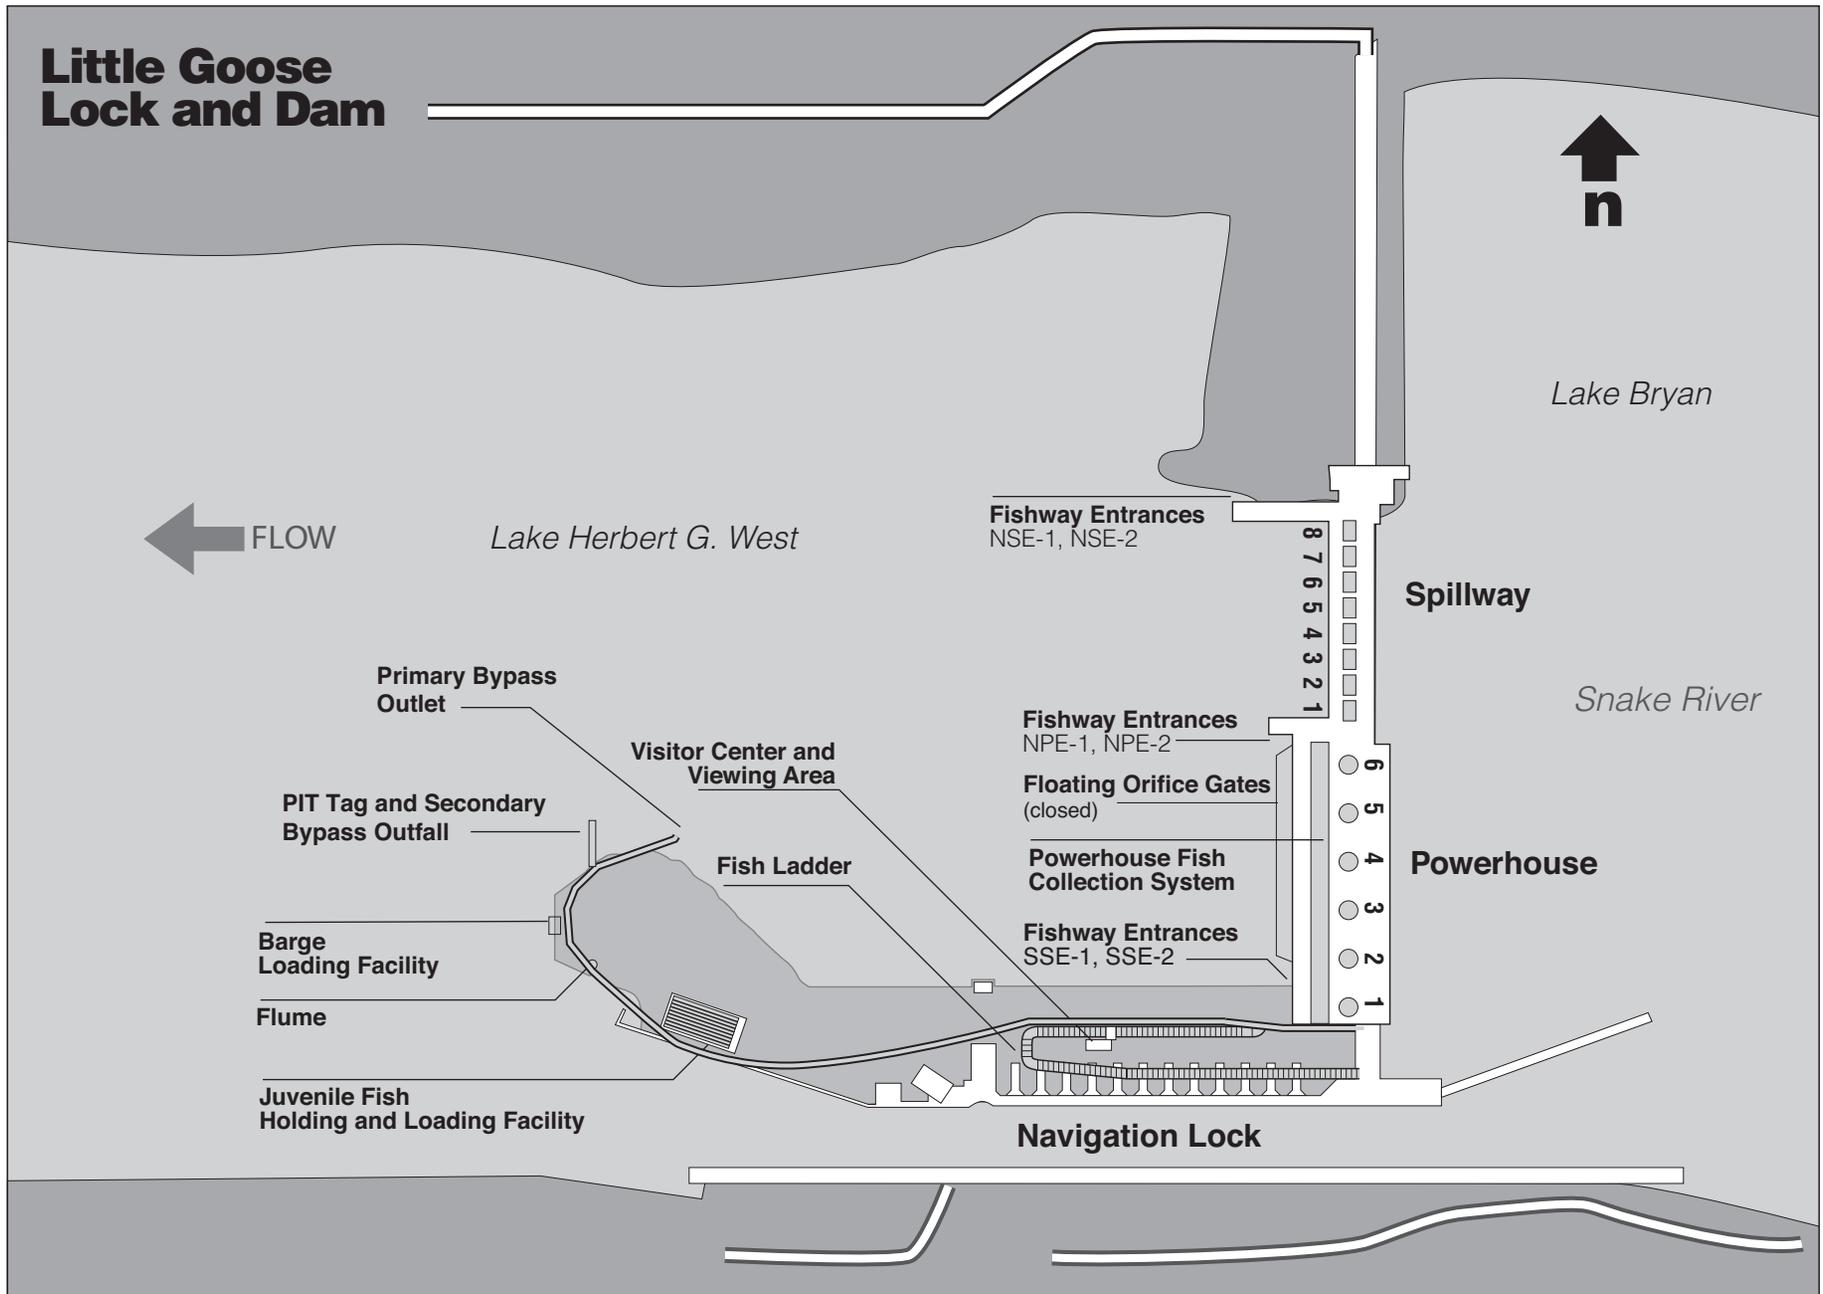 Little Goose
Lock and Dam
n
Lake Bryan
Fishway Entrances
NSE-1, NSE-2
FLOW
Lake Herbert G. West
8
7
6
5
4
3
2
1
Spillway
Primary Bypass
Outlet
Snake River
Fishway Entrances
NPE-1, NPE-2
Visitor Center and
Viewing Area
Floating Orifice Gates
(closed)
6
5
4
3
2
1
PIT Tag and Secondary
Bypass Outfall
Fish Ladder
Powerhouse Fish
Collection System
Powerhouse
Fishway Entrances
SSE-1, SSE-2
Barge
Loading Facility
Flume
Juvenile Fish
Holding and Loading Facility
Navigation Lock